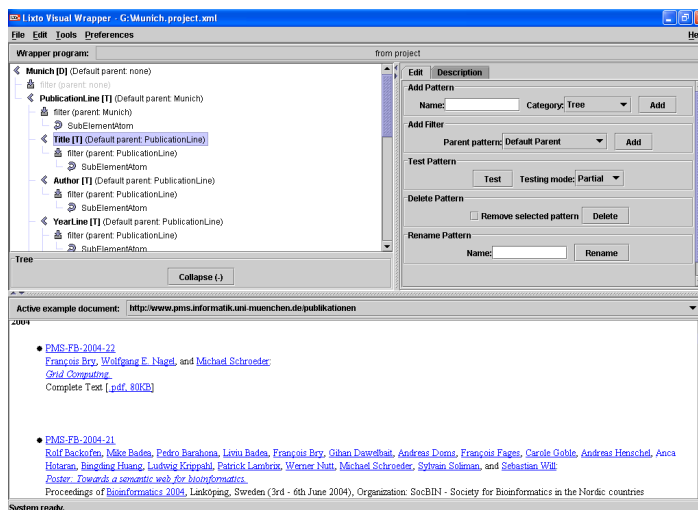 Lixto Visual Wrapper - G:\Munich.project.xml
File Edit Tools Preferences He
Wrapper program: from project
Munich [D] (Default parent: none)
filter (parent: none)
PublicationLine [T] (Default parent: Munich)
filter (parent: Munich)
SubElementAtom
Title [T] (Default parent: PublicationLine)
filter (parent: PublicationLine)
SubElementAtom
Author [T] (Default parent: PublicationLine)
filter (parent: PublicationLine)
SubElementAtom
YearLine [T] (Default parent: PublicationLine)
filter (parent: PublicationLine)
SubElementAtom
Tree
Collapse (-)
Edit Description
Add Pattern
Name: Category: Tree Add
Add Filter
Parent pattern: Default Parent Add
Test Pattern
Test Testing mode: Partial
Delete Pattern
Remove selected pattern Delete
Rename Pattern
Name: Rename
Active example document: http://www.pms.informatik.uni-muenchen.de/publikationen
2004
PMS-FB-2004-22
François Bry, Wolfgang E. Nagel, and Michael Schroeder:
Grid Computing.
Complete Text [ pdf, 80KB]
PMS-FB-2004-21
Rolf Backofen, Mike Badea, Pedro Barahona, Liviu Badea, François Bry, Gihan Dawelbait, Andreas Doms, François Fages, Carole Goble, Andreas Henschel, Anca
Hotaran, Bingding Huang, Ludwig Krippahl, Patrick Lambrix, Werner Nutt, Michael Schroeder, Sylvain Soliman, and Sebastian Will:
Poster: Towards a semantic web for bioinformatics.
Proceedings of Bioinformatics 2004, Linköping, Sweden (3rd - 6th June 2004), Organization: SocBIN - Society for Bioinformatics in the Nordic countries
System ready.